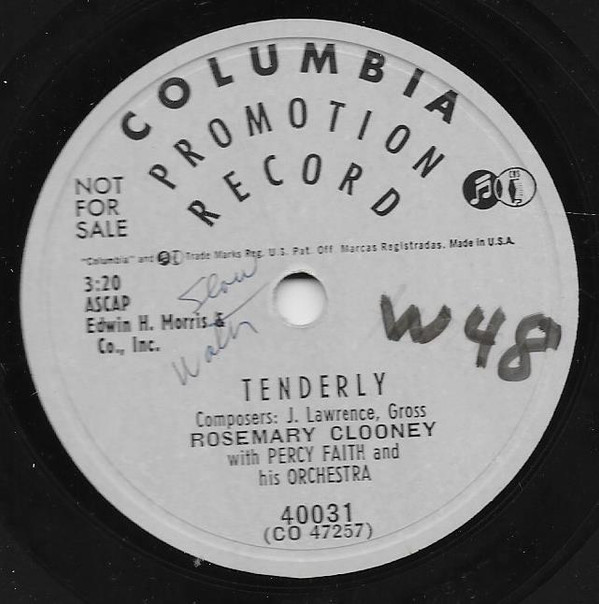 COLUMBIA
PROMOTION
RECORD
NOT
FOR
SALE
CBS
"Columbia" and Trade Marks Reg. U.S. Pat. Off Marcas Registradas. Made in U.S.A.
3:20
ASCAP
Edwin H. Morris &
Co., Inc.
Slow
W48
TENDERLY
Composers: J. Lawrence, Gross
ROSEMARY CLOONEY
with PERCY FAITH and
his ORCHESTRA
40031
(CO 47257)